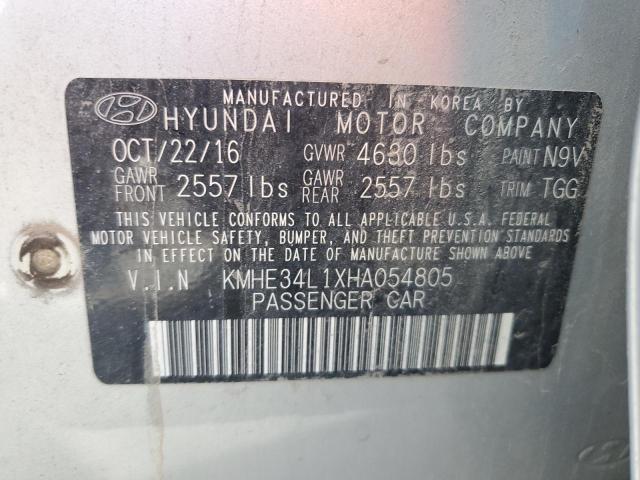 MANUFACTURED IN KOREA BY
HYUNDAI MOTOR COMPANY
OCT/22/16 GVWR 4630 lbs PAINT N9V
GAWR FRONT 2557 lbs GAWR REAR 2557 lbs TRIM TGG
THIS VEHICLE CONFORMS TO ALL APPLICABLE U.S.A. FEDERAL
MOTOR VEHICLE SAFETY, BUMPER, AND THEFT PREVENTION STANDARDS
IN EFFECT ON THE DATE OF MANUFACTURE SHOWN ABOVE.
V.I.N KMHE34L1XHA054805
PASSENGER CAR